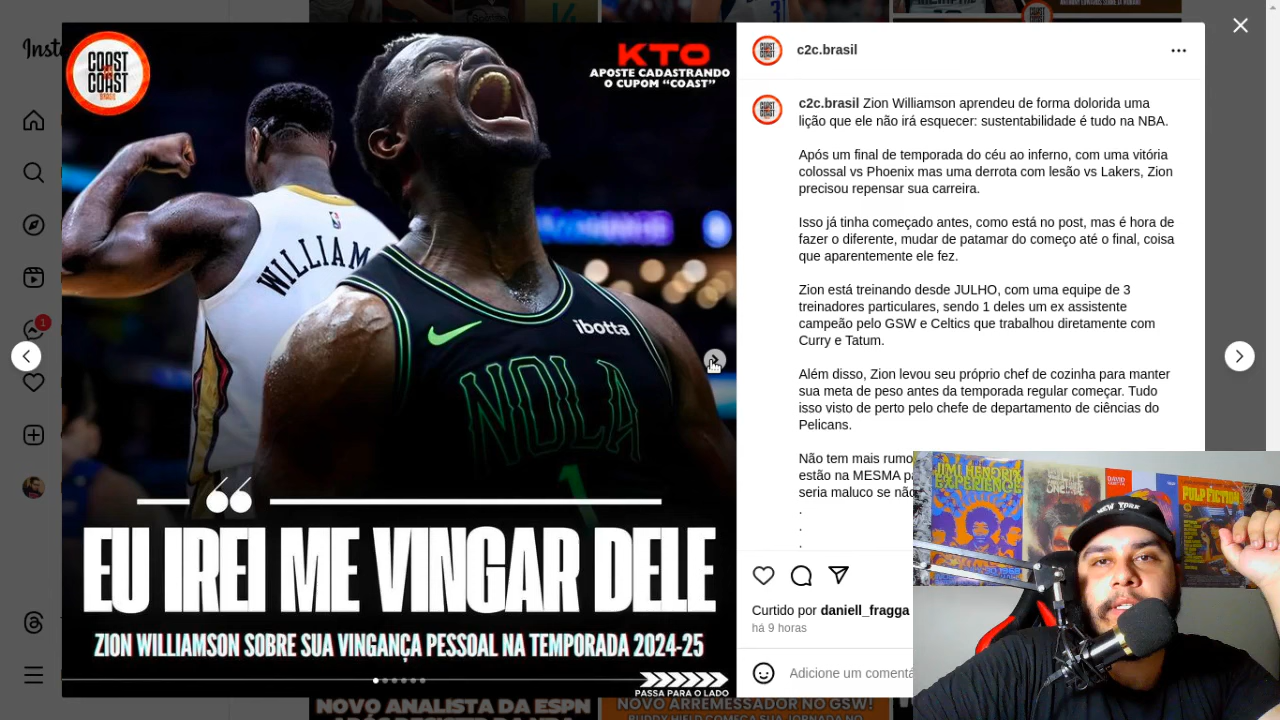 Insta
COAST
COAST
BRASIL
KTO
APOSTE CADASTRANDO
O CUPOM “COAST”
WILLIAM
ibotta
NOLA
1
EU IREI ME VINGAR DELE
ZION WILLIAMSON SOBRE SUA VINGANÇA PESSOAL NA TEMPORADA 2024-25
PASSA PARA O LADO
1
c2c.brasil
c2c.brasil Zion Williamson aprendeu de forma dolorida uma
lição que ele não irá esquecer: sustentabilidade é tudo na NBA.
Após um final de temporada do céu ao inferno, com uma vitória
colossal vs Phoenix mas uma derrota com lesão vs Lakers, Zion
precisou repensar sua carreira.
Isso já tinha começado antes, como está no post, mas é hora de
fazer o diferente, mudar de patamar do começo até o final, coisa
que aparentemente ele fez.
Zion está treinando desde JULHO, com uma equipe de 3
treinadores particulares, sendo 1 deles um ex assistente
campeão pelo GSW e Celtics que trabalhou diretamente com
Curry e Tatum.
Além disso, Zion levou seu próprio chef de cozinha para manter
sua meta de peso antes da temporada regular começar. Tudo
isso visto de perto pelo chefe de departamento de ciências do
Pelicans.
Não tem mais rumo
estão na MESMA pá
seria maluco se não
.
.
.
Curtido por daniell_fragga
há 9 horas
Adicione um comentá
JIMI HENDRIX
EXPERIENCE
DAVID
PULP FICTION
NEW YORK
NOVO ANALISTA DA ESPN
NOVO ARREMESSADOR NO GSW!